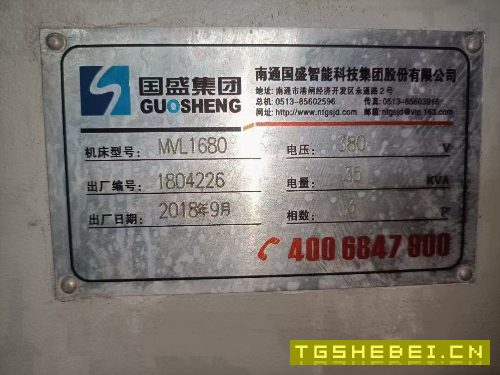 国盛集团
GUOSHENG
南通国盛智能科技集团股份有限公司
地址: 南通市港闸经济开发区永通路2号
总机: 0513-85602596 传真: 0513-85603916
网址: http://www.ntgsjd.com 邮箱: ntgsjd@vip.163.com
机床型号: MVL1680 电压: 380 V
出厂编号: 1804226 电量: 35 KVA
出厂日期: 2018年9月 相数: 3 P
400 6847 900
TGSHEBEI.CN